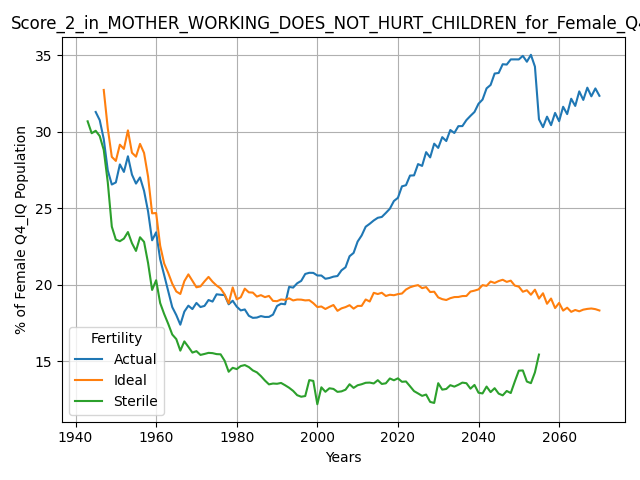 Score_2_in_MOTHER_WORKING_DOES_NOT_HURT_CHILDREN_for_Female_Q4
% of Female Q4_IQ Population
35
30
25
20
15
Fertility
Actual
Ideal
Sterile
1940 1960 1980 2000 2020 2040 2060
Years